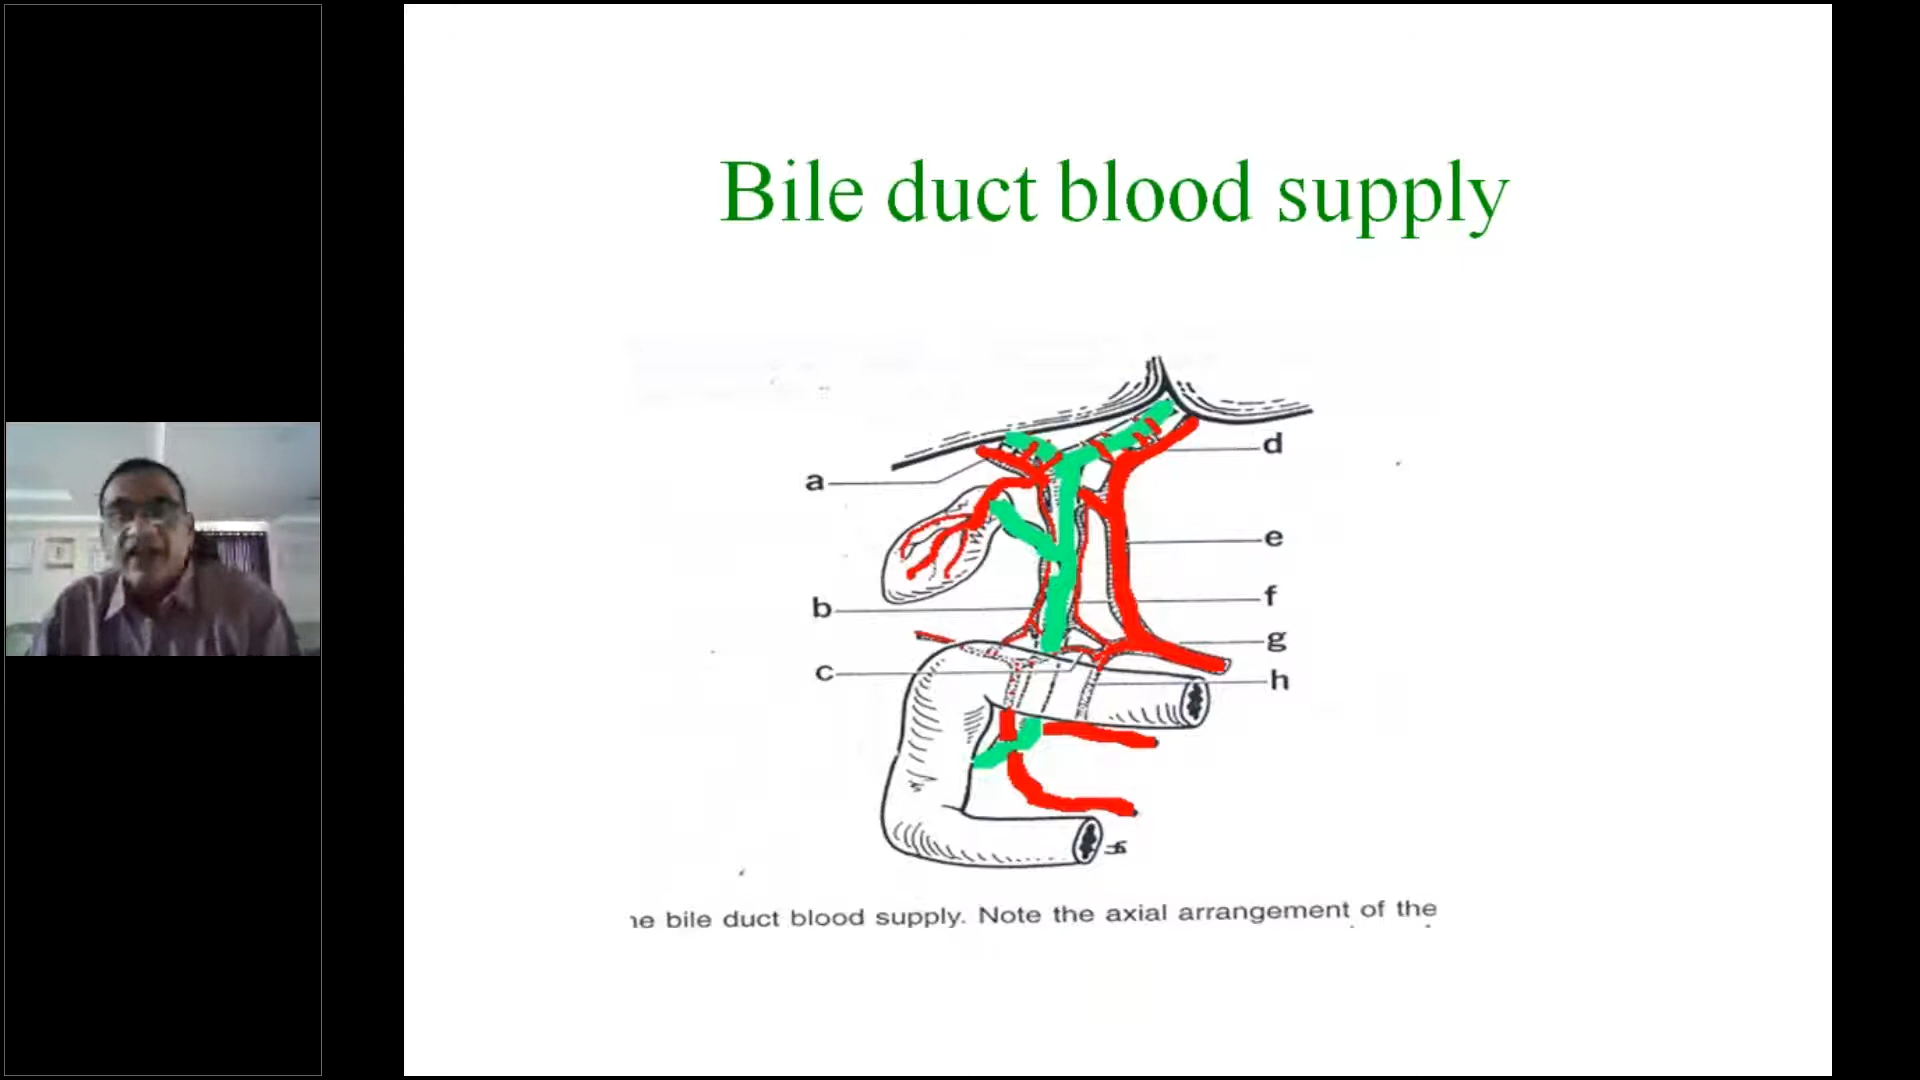 Bile duct blood supply
d
a
e
f
b
g
c
h
bile duct blood supply. Note the axial arrangement of the